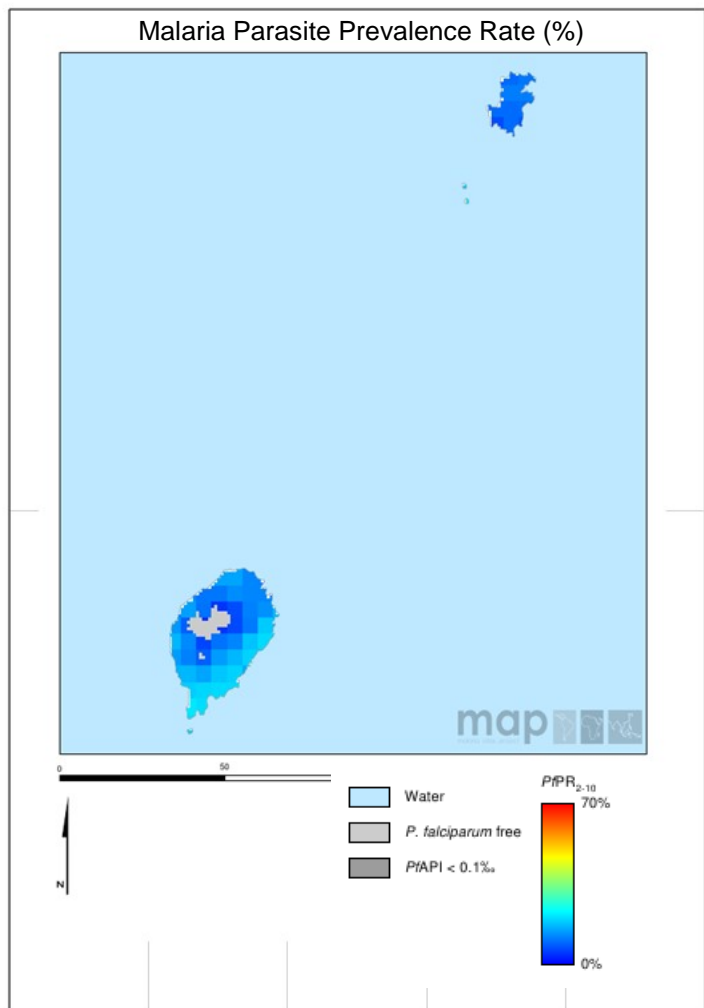 Malaria Parasite Prevalence Rate (%)
map
0 50
Water
P. falciparum free
PfAPI < 0.1‰
PfPR2-10
70%
0%
N